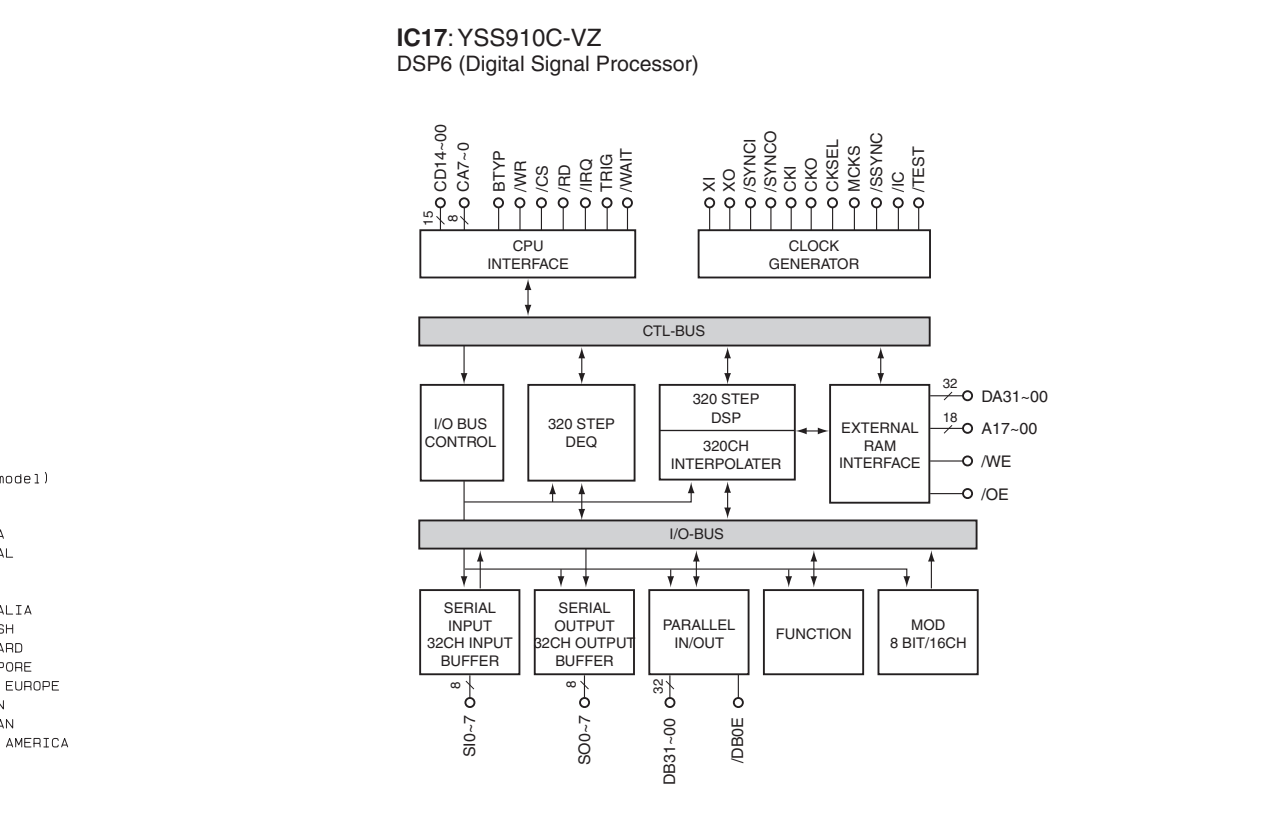 IC17: YSS910C-VZ
DSP6 (Digital Signal Processor)
CD14~00
CA7~0
BTYP
/WR
/CS
/RD
/IRQ
TRIG
/WAIT
XI
XO
/SYNCI
/SYNCO
CKI
CKO
CKSEL
MCKS
/SSYNC
/IC
/TEST
15
8
CPU
INTERFACE
CLOCK
GENERATOR
CTL-BUS
I/O BUS
CONTROL
320 STEP
DEQ
320 STEP
DSP
320CH
INTERPOLATER
EXTERNAL
RAM
INTERFACE
32
DA31~00
18
A17~00
/WE
/OE
I/O-BUS
SERIAL
INPUT
32CH INPUT
BUFFER
SERIAL
OUTPUT
32CH OUTPUT
BUFFER
PARALLEL
IN/OUT
FUNCTION
MOD
8 BIT/16CH
8
8
32
SI0~7
SO0~7
DB31~00
/DB0E
model)
A
AL
ALIA
SH
ARD
PORE
EUROPE
N
AN
AMERICA